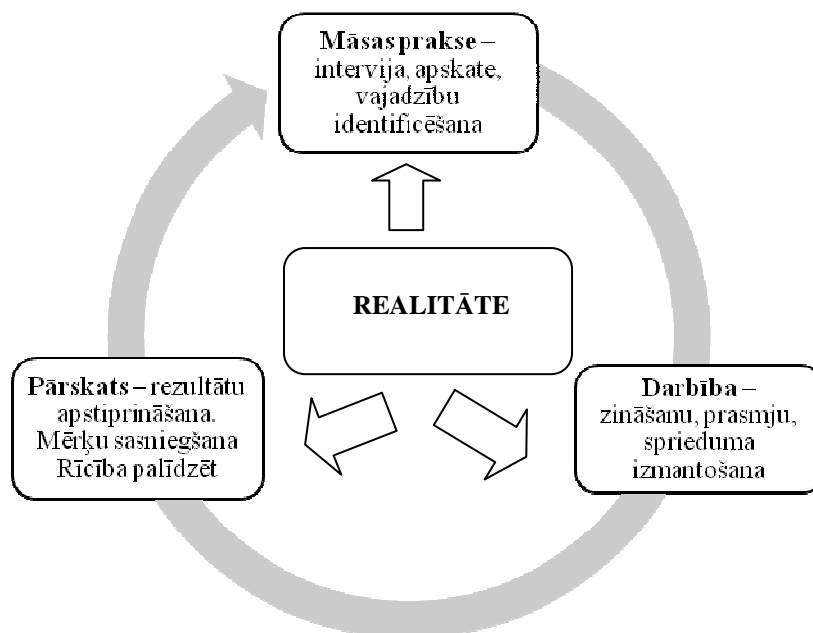 Māsas prakse –
intervija, apskate,
vajadzību
identificēšana
REALITĀTE
Pārskats – rezultātu
apstiprināšana.
Mērķu sasniegšana
Rīcība palīdzēt
Darbība –
zināšanu, prasmju,
sprieduma
izmantošana